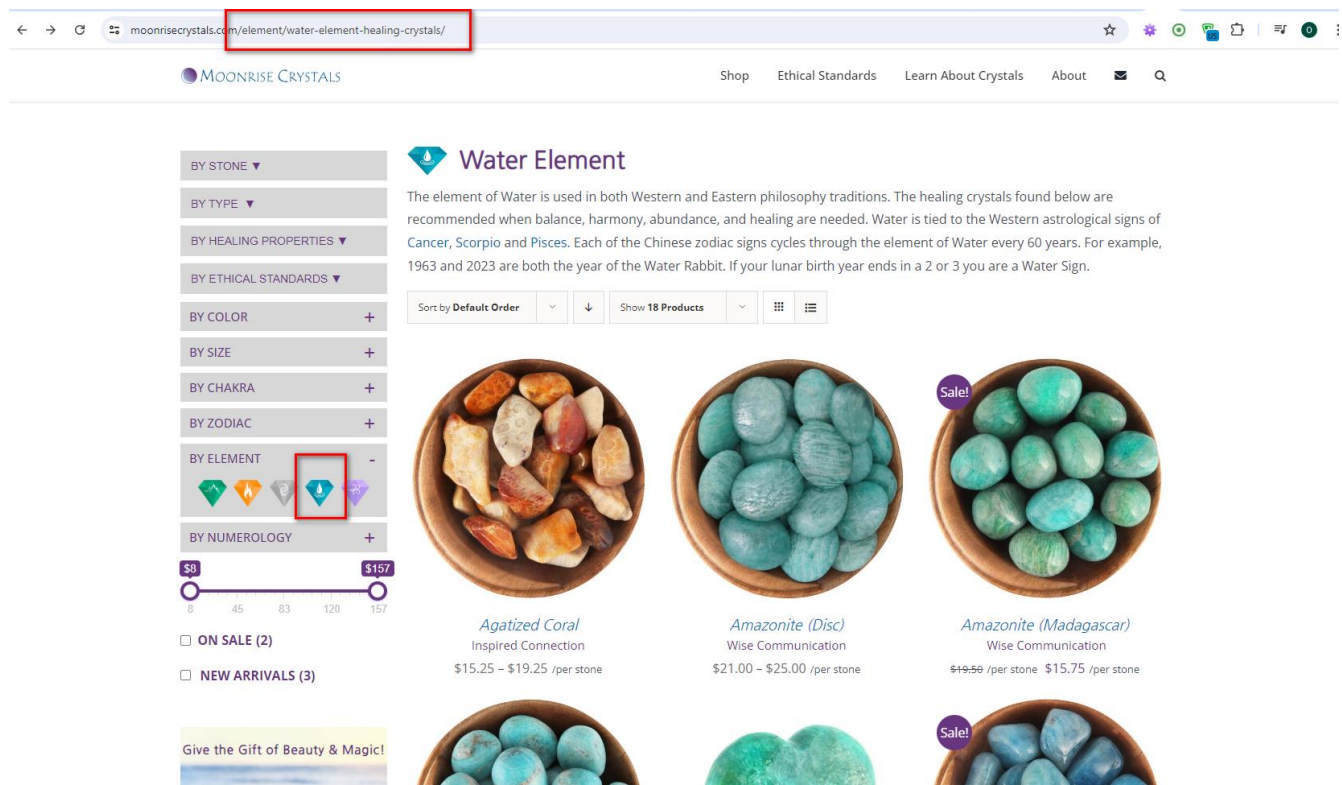 moonrisecrystals.com/element/water-element-healing-crystals/
US
O
MOONRISE CRYSTALS
Shop Ethical Standards Learn About Crystals About
BY STONE ▼
BY TYPE ▼
BY HEALING PROPERTIES ▼
BY ETHICAL STANDARDS ▼
BY COLOR +
BY SIZE +
BY CHAKRA +
BY ZODIAC +
BY ELEMENT -
BY NUMEROLOGY +
$8 $157
8 45 83 120 157
ON SALE (2)
NEW ARRIVALS (3)
Give the Gift of Beauty & Magic!
Water Element
The element of Water is used in both Western and Eastern philosophy traditions. The healing crystals found below are
recommended when balance, harmony, abundance, and healing are needed. Water is tied to the Western astrological signs of
Cancer, Scorpio and Pisces. Each of the Chinese zodiac signs cycles through the element of Water every 60 years. For example,
1963 and 2023 are both the year of the Water Rabbit. If your lunar birth year ends in a 2 or 3 you are a Water Sign.
Sort by Default Order Show 18 Products
Sale!
Agatized Coral
Inspired Connection
$15.25 – $19.25 /per stone
Amazonite (Disc)
Wise Communication
$21.00 – $25.00 /per stone
Amazonite (Madagascar)
Wise Communication
$19.50 /per stone $15.75 /per stone
Sale!